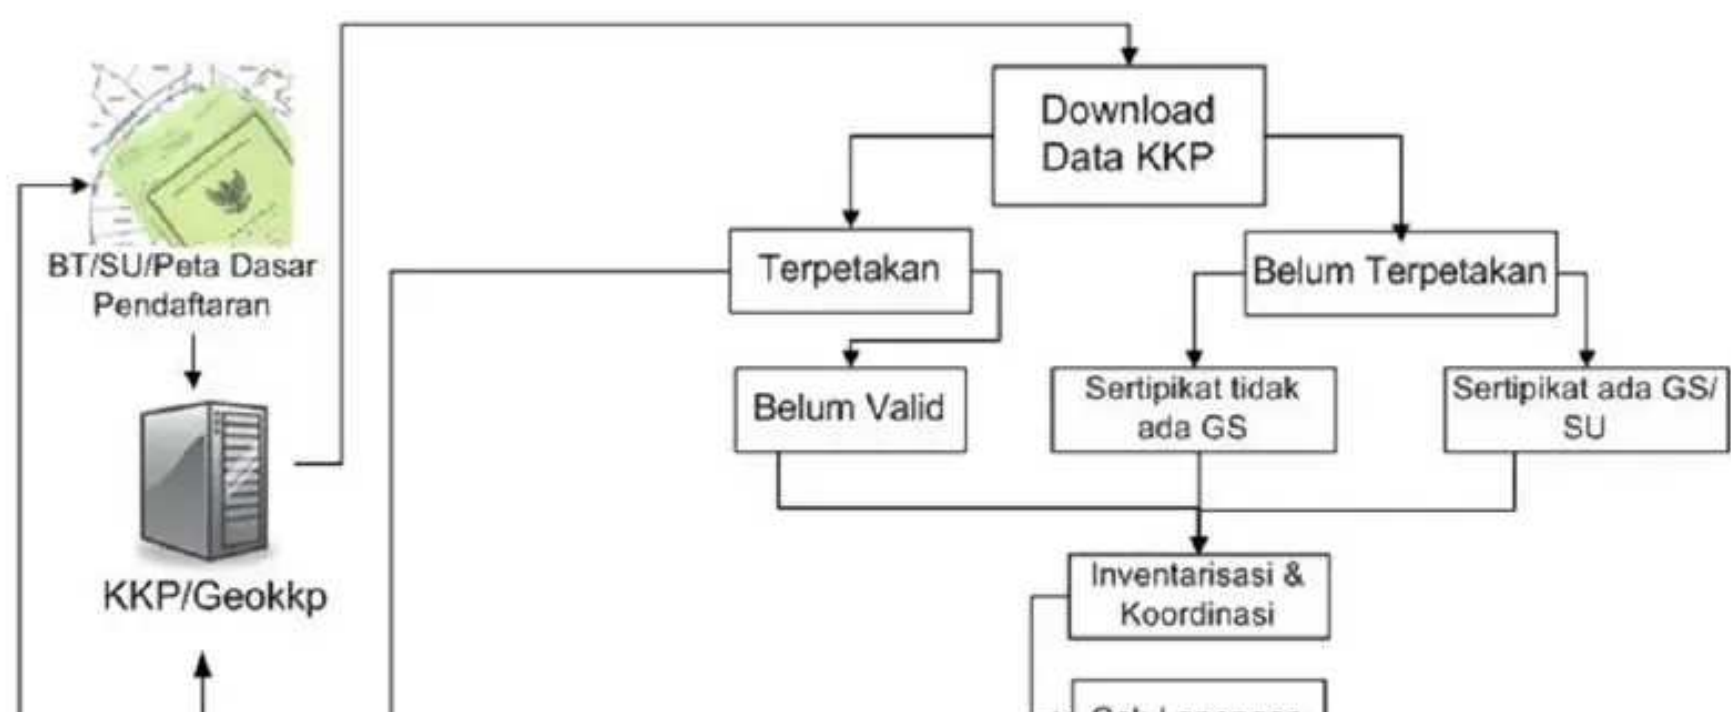 Download
Data KKP
BT/SU/Peta Dasar
Pendaftaran
Terpetakan
Belum Terpetakan
Belum Valid
Sertipikat tidak
ada GS
Sertipikat ada GS/
SU
KKP/Geokkp
Inventarisasi &
Koordinasi